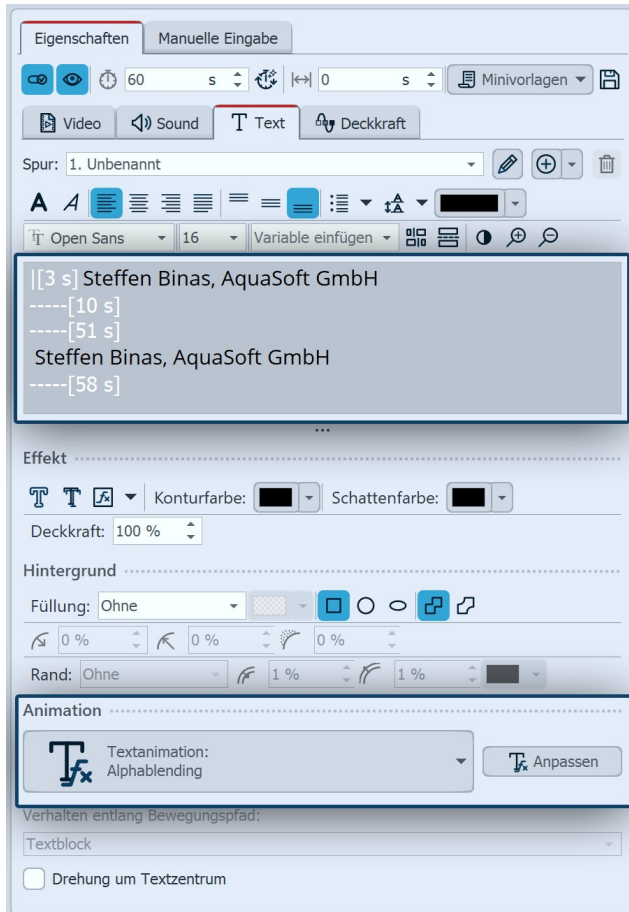 Eigenschaften Manuelle Eingabe
60 s 0 s Minivorlagen
Video Sound Text Deckkraft
Spur: 1. Unbenannt
Open Sans 16 Variable einfügen
[3 s] Steffen Binas, AquaSoft GmbH
-----[10 s]
-----[51 s]
Steffen Binas, AquaSoft GmbH
-----[58 s]
Effekt
Konturfarbe: Schattenfarbe:
Deckkraft: 100 %
Hintergrund
Füllung: Ohne
0 % 0 % 0 %
Rand: Ohne 1 % 1 %
Animation
Textanimation:
Alphablending
Anpassen
Verhalten entlang Bewegungspfad:
Textblock
Drehung um Textzentrum